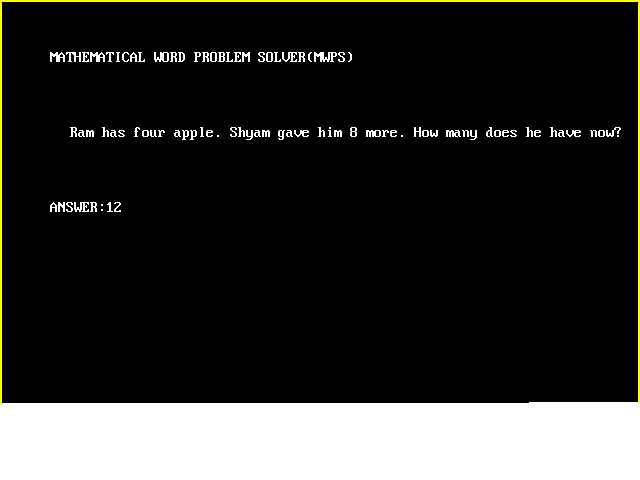 MATHEMATICAL WORD PROBLEM SOLVER(MWPS)
Ram has four apple. Shyam gave him 8 more. How many does he have now?
ANSWER:12